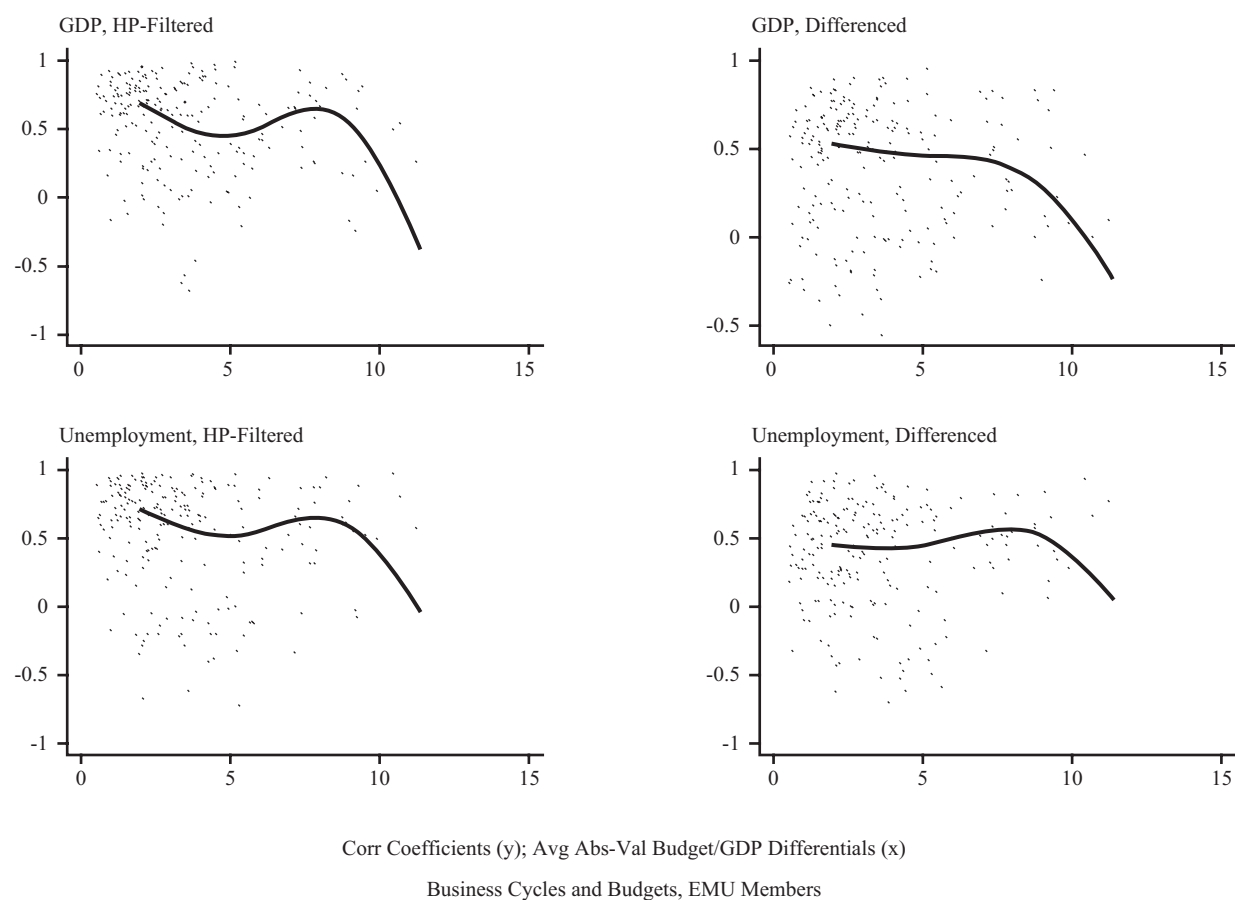 GDP, HP-Filtered
1
0.5
0
-0.5
-1
0 5 10 15
GDP, Differenced
1
0.5
0
-0.5
0 5 10 15
Unemployment, HP-Filtered
1
0.5
0
-0.5
-1
0 5 10 15
Unemployment, Differenced
1
0.5
0
-0.5
-1
0 5 10 15
Corr Coefficients (y); Avg Abs-Val Budget/GDP Differentials (x)
Business Cycles and Budgets, EMU Members